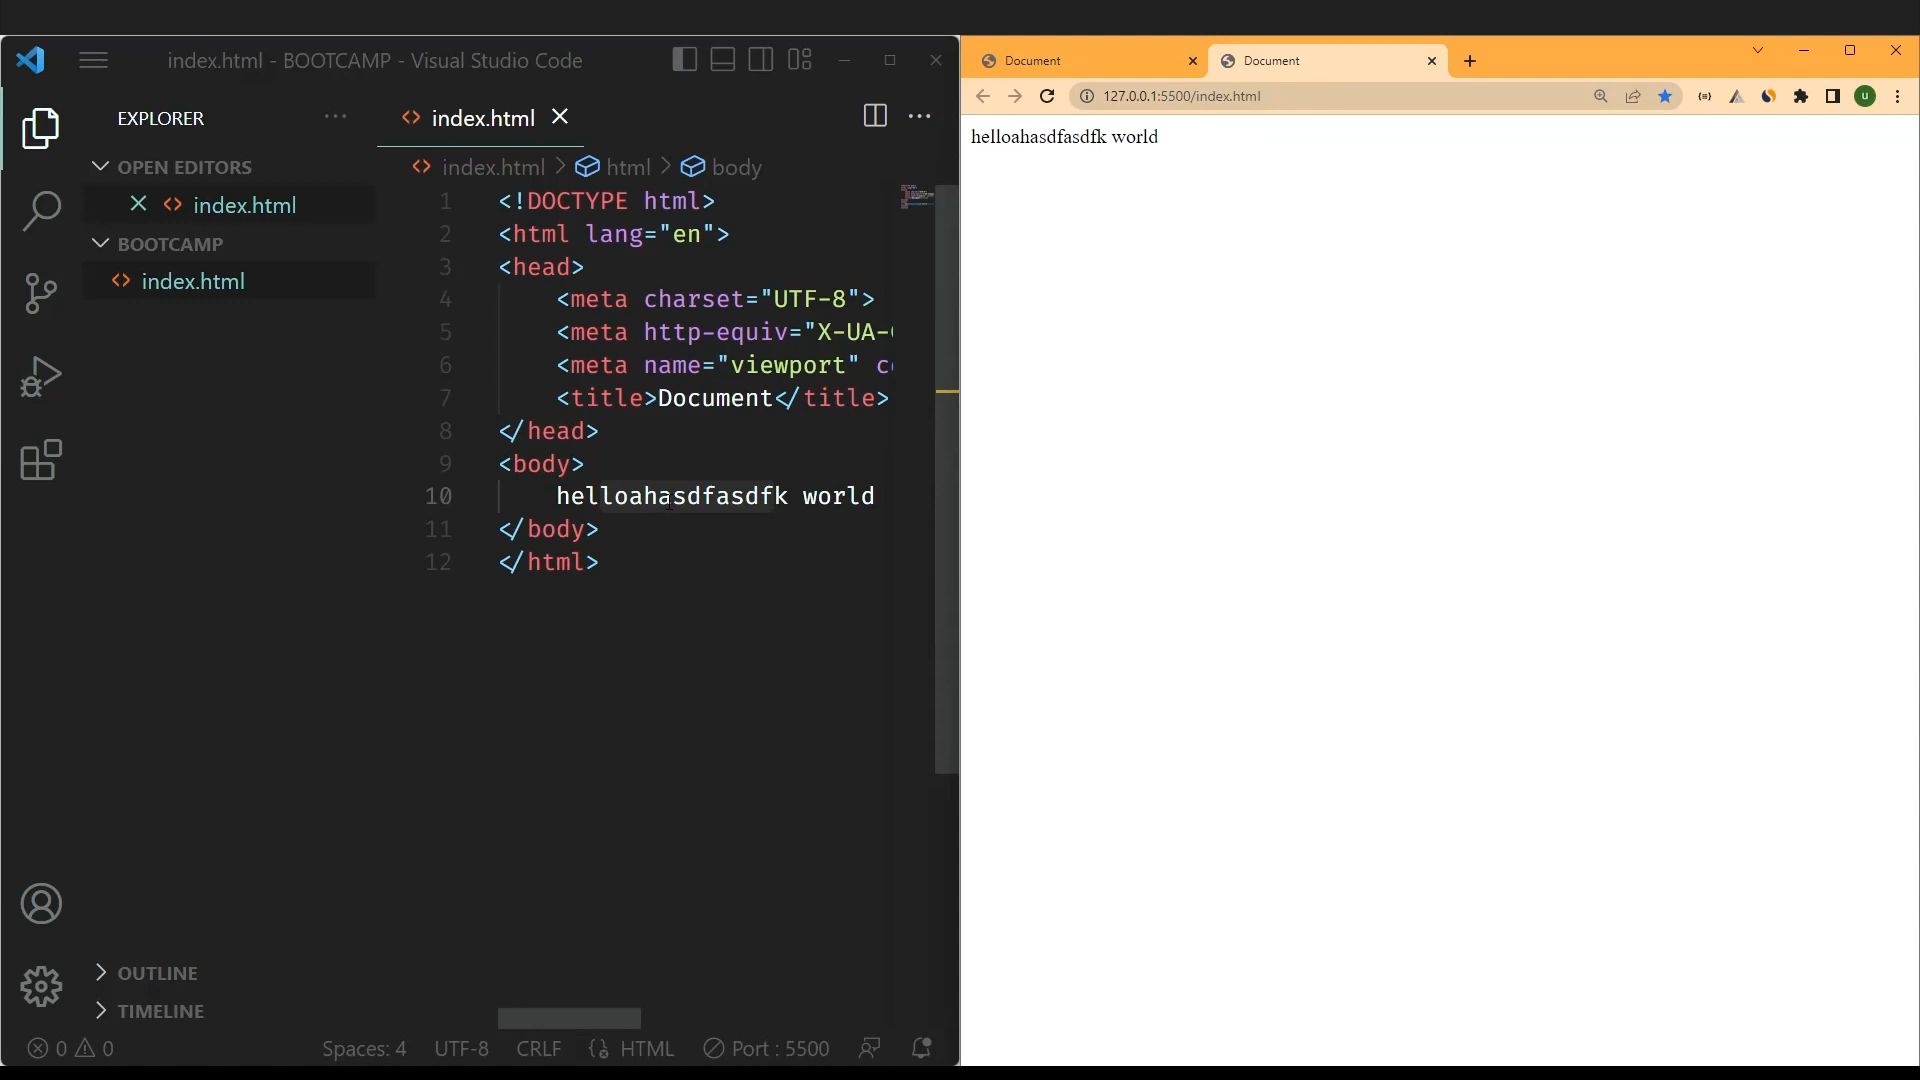 index.html - BOOTCAMP - Visual Studio Code
EXPLORER
OPEN EDITORS
index.html
BOOTCAMP
index.html
OUTLINE
TIMELINE
index.html
index.html > html > body
1 <!DOCTYPE html>
2 <html lang="en">
3 <head>
4 <meta charset="UTF-8">
5 <meta http-equiv="X-UA-
6 <meta name="viewport" c
7 <title>Document</title>
8 </head>
9 <body>
10 helloahasdfasdfk world
11 </body>
12 </html>
0 0 Spaces: 4 UTF-8 CRLF HTML Port : 5500
Document Document
127.0.0.1:5500/index.html
U
helloahasdfasdfk world